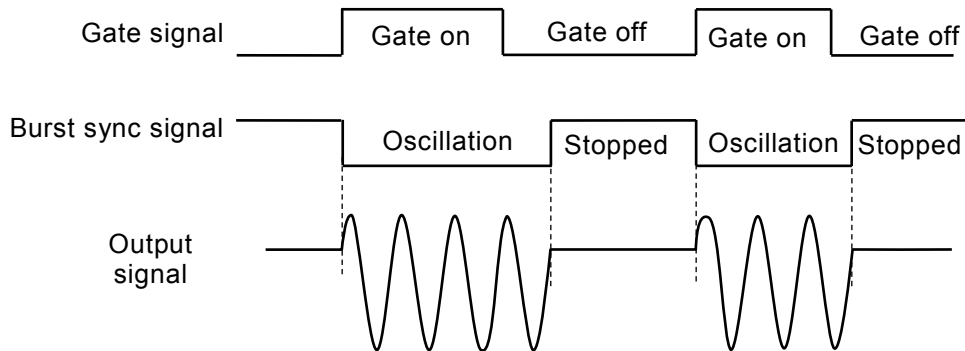 Gate signal
Gate on
Gate off
Gate on
Gate off
Burst sync signal
Oscillation
Stopped
Oscillation
Stopped
Output
signal